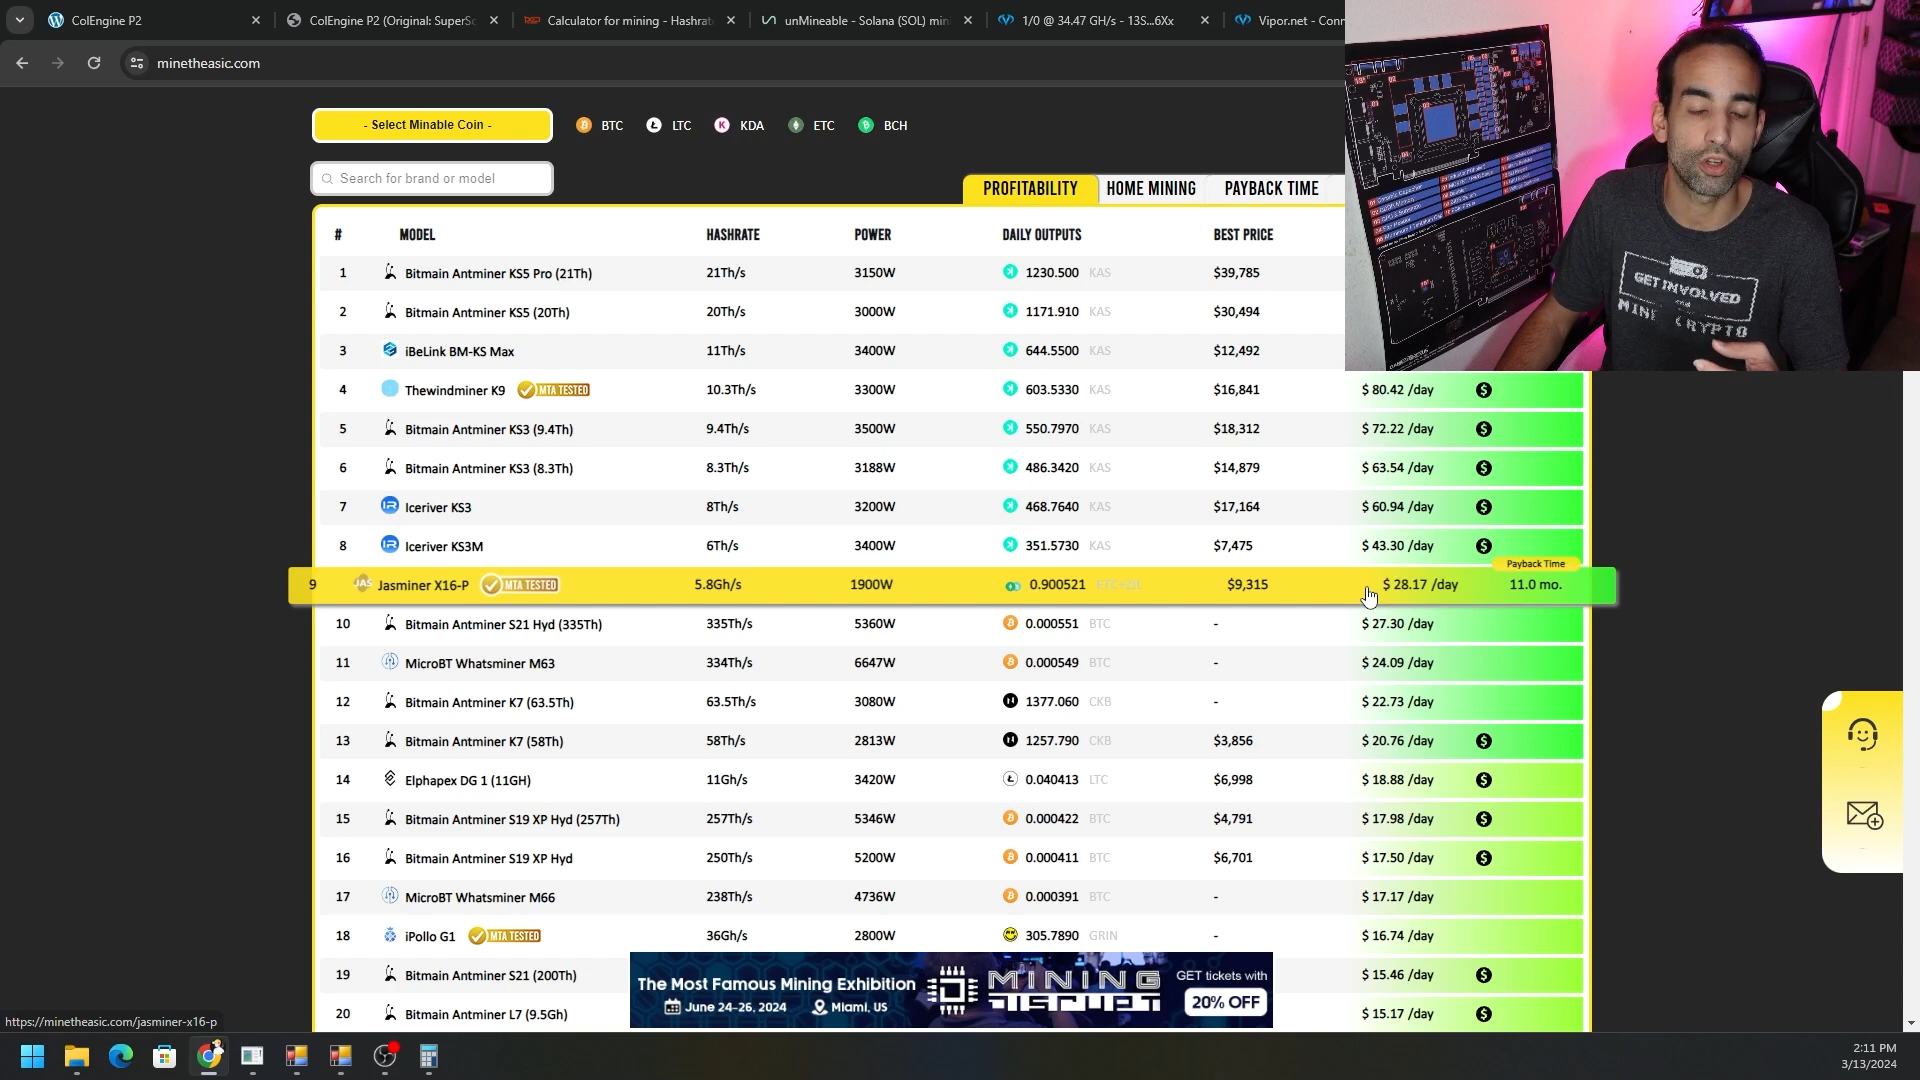 ColEngine P2
ColEngine P2 (Original: SuperSc
Calculator for mining - Hashrat
unMineable - Solana (SOL) min
1/0 @ 34.47 GH/s - 13S...6Xx
Vipor.net - Conn
minetheasic.com
- Select Minable Coin -
BTC
LTC
KDA
ETC
BCH
Search for brand or model
PROFITABILITY
HOME MINING
PAYBACK TIME
# MODEL HASHRATE POWER DAILY OUTPUTS BEST PRICE
1 Bitmain Antminer KS5 Pro (21Th) 21Th/s 3150W 1230.500 KAS $39,785
2 Bitmain Antminer KS5 (20Th) 20Th/s 3000W 1171.910 KAS $30,494
3 iBeLink BM-KS Max 11Th/s 3400W 644.5500 KAS $12,492
4 Thewindminer K9 MTA TESTED 10.3Th/s 3300W 603.5330 KAS $16,841 $ 80.42 /day
5 Bitmain Antminer KS3 (9.4Th) 9.4Th/s 3500W 550.7970 KAS $18,312 $ 72.22 /day
6 Bitmain Antminer KS3 (8.3Th) 8.3Th/s 3188W 486.3420 KAS $14,879 $ 63.54 /day
7 Iceriver KS3 8Th/s 3200W 468.7640 KAS $17,164 $ 60.94 /day
8 Iceriver KS3M 6Th/s 3400W 351.5730 KAS $7,475 $ 43.30 /day
Payback Time
9 JAS Jasminer X16-P MTA TESTED 5.8Gh/s 1900W 0.900521 ETC+ZIL $9,315 $ 28.17 /day 11.0 mo.
10 Bitmain Antminer S21 Hyd (335Th) 335Th/s 5360W 0.000551 BTC - $ 27.30 /day
11 MicroBT Whatsminer M63 334Th/s 6647W 0.000549 BTC - $ 24.09 /day
12 Bitmain Antminer K7 (63.5Th) 63.5Th/s 3080W 1377.060 CKB - $ 22.73 /day
13 Bitmain Antminer K7 (58Th) 58Th/s 2813W 1257.790 CKB $3,856 $ 20.76 /day
14 Elphapex DG 1 (11GH) 11Gh/s 3420W 0.040413 LTC $6,998 $ 18.88 /day
15 Bitmain Antminer S19 XP Hyd (257Th) 257Th/s 5346W 0.000422 BTC $4,791 $ 17.98 /day
16 Bitmain Antminer S19 XP Hyd 250Th/s 5200W 0.000411 BTC $6,701 $ 17.50 /day
17 MicroBT Whatsminer M66 238Th/s 4736W 0.000391 BTC - $ 17.17 /day
18 iPollo G1 MTA TESTED 36Gh/s 2800W 305.7890 GRIN - $ 16.74 /day
19 Bitmain Antminer S21 (200Th) $ 15.46 /day
20 Bitmain Antminer L7 (9.5Gh) $ 15.17 /day
The Most Famous Mining Exhibition
June 24-26, 2024 Miami, US
MINING
DISRUPT
GET tickets with
20% OFF
https://minetheasic.com/jasminer-x16-p
2:11 PM
3/13/2024
GET INVOLVED
and
MINE CRYPTO